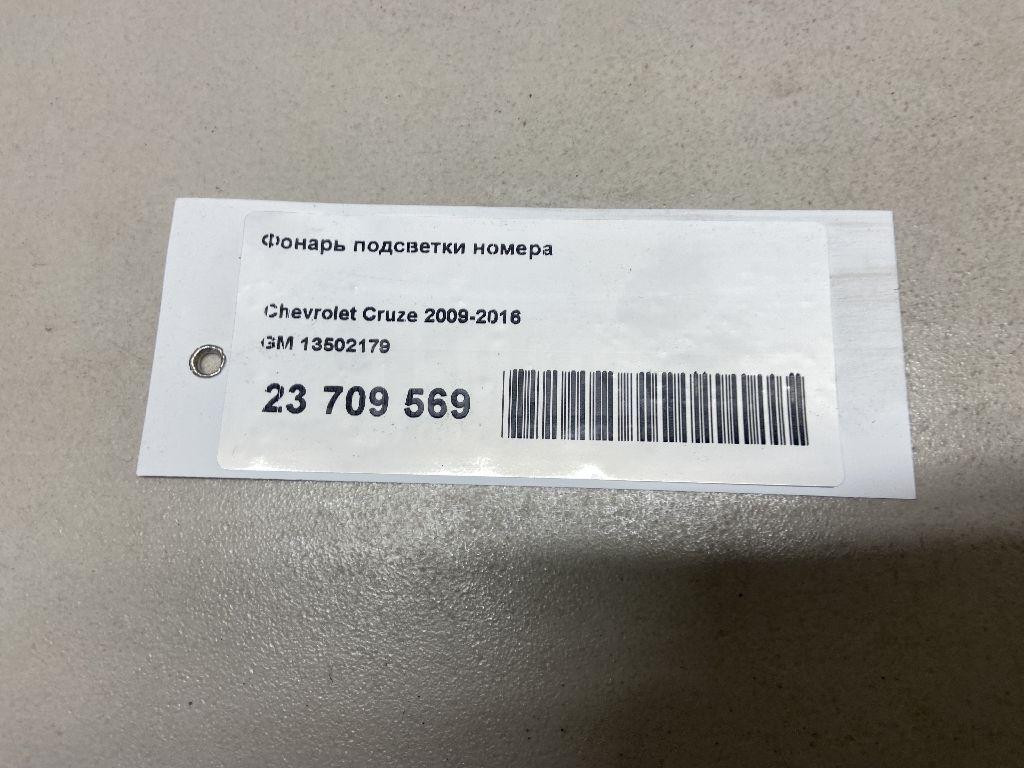 Фонарь подсветки номера
Chevrolet Cruze 2009-2016
GM 13502179
23 709 569